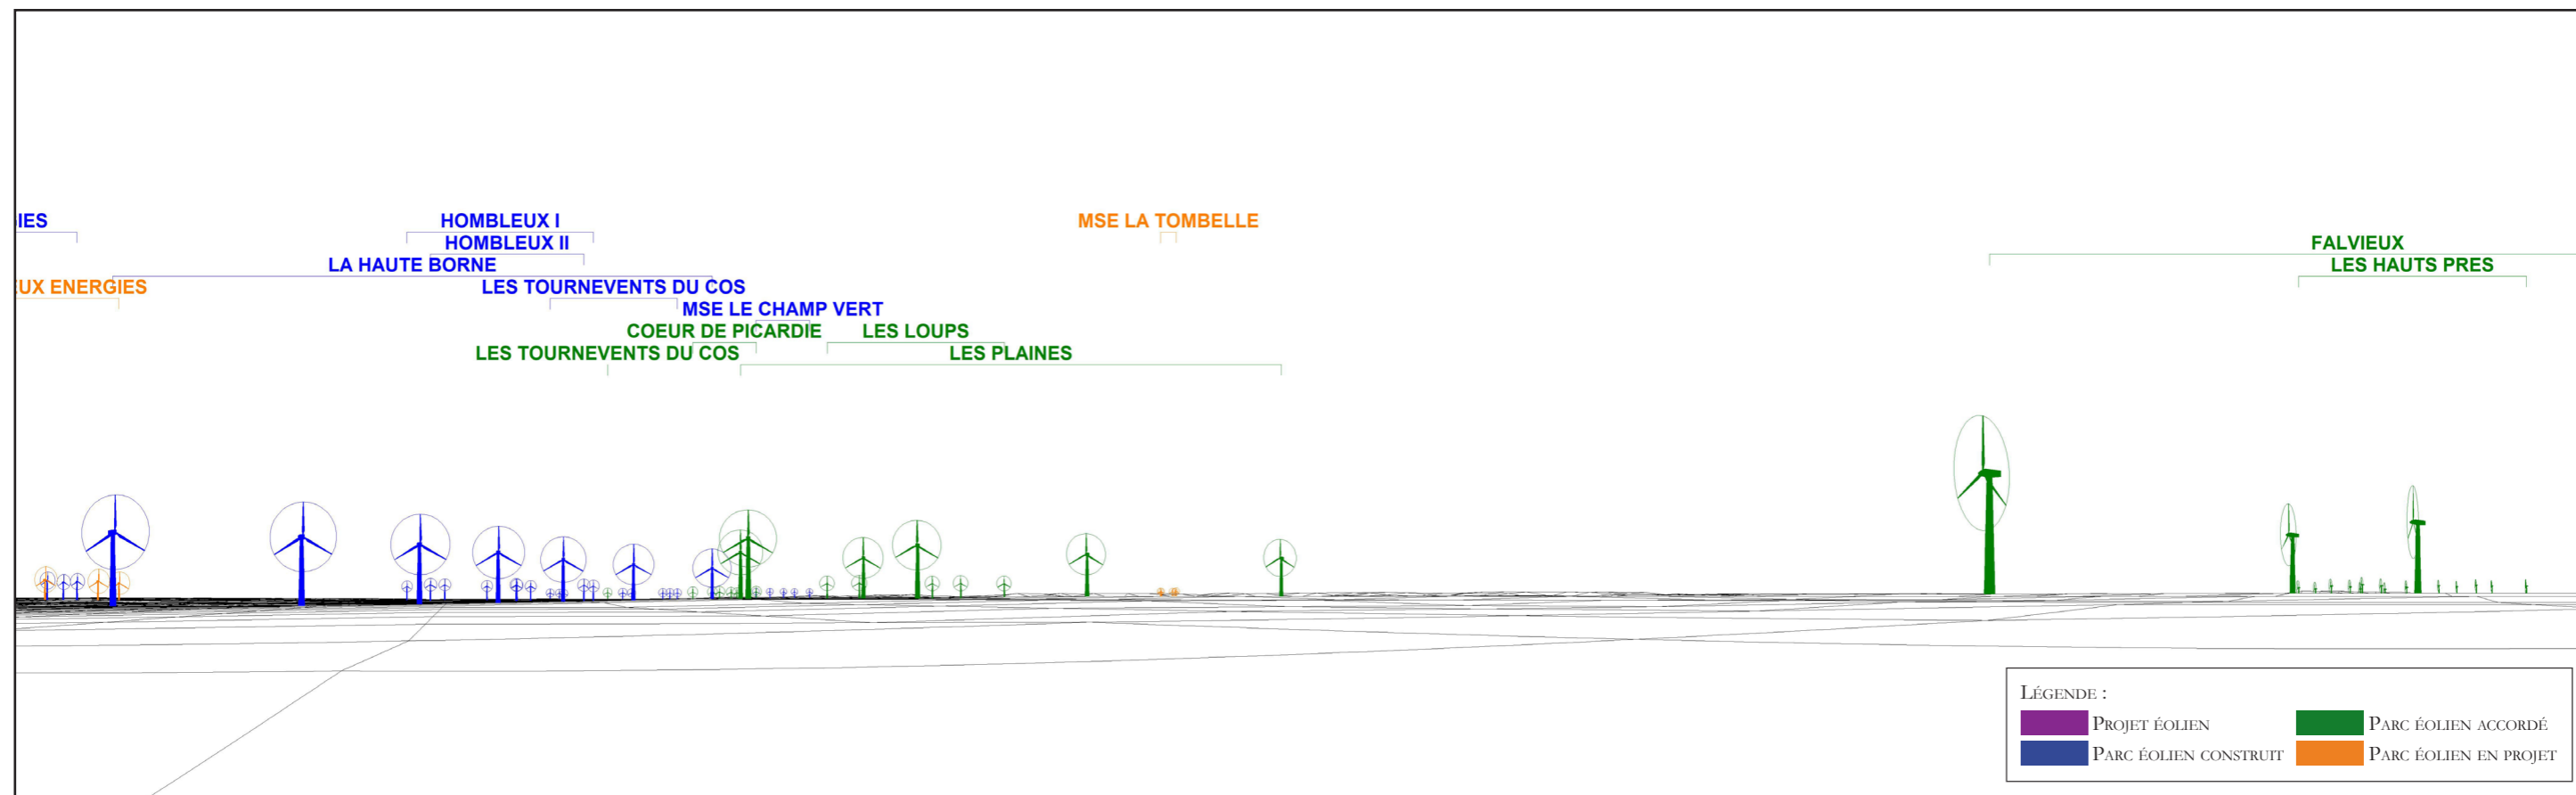 IES
HOMBLEUX I
MSE LA TOMBELLE
HOMBLEUX II
FALVIEUX
LA HAUTE BORNE
LES HAUTS PRES
UX ENERGIES
LES TOURNEVENTS DU COS
MSE LE CHAMP VERT
COEUR DE PICARDIE
LES LOUPS
LES TOURNEVENTS DU COS
LES PLAINES
LÉGENDE :
PROJET ÉOLIEN
PARC ÉOLIEN ACCORDÉ
PARC ÉOLIEN CONSTRUIT
PARC ÉOLIEN EN PROJET